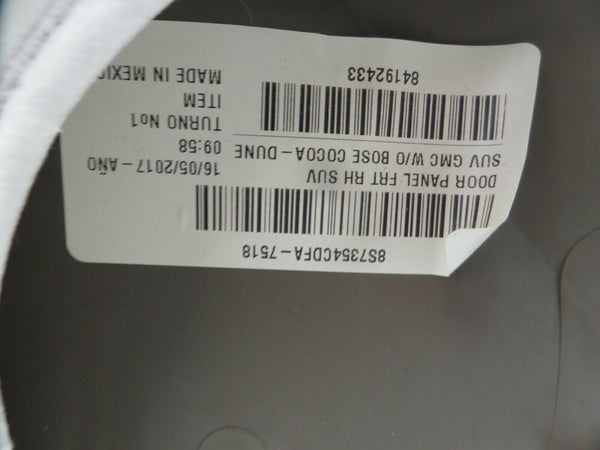 8S7354CDFA-7518
DOOR PANEL FRT RH SUV
SUV GMC W/O BOSE COCOA-DUNE
84192433
16/05/2017-AÑO
09:58
TURNO No1
ITEM
MADE IN MEXIC